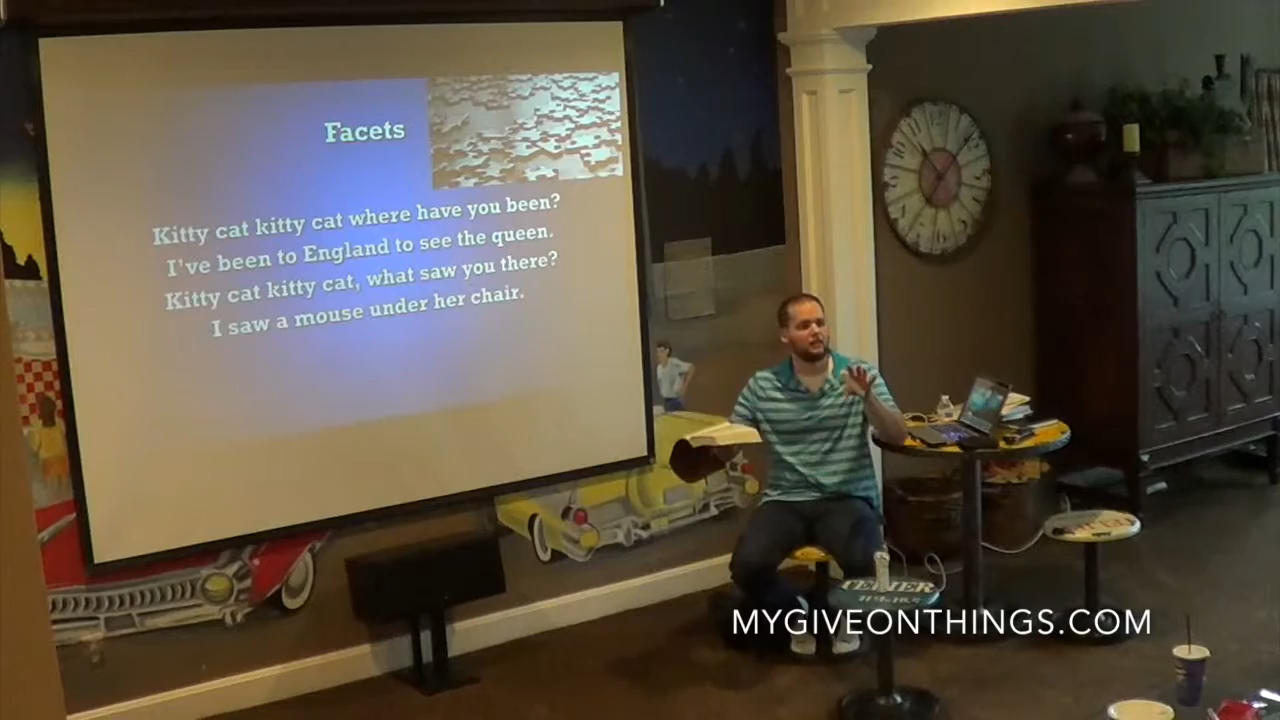 Facets
Kitty cat kitty cat where have you been?
I've been to England to see the queen.
Kitty cat kitty cat, what saw you there?
I saw a mouse under her chair.
MYGIVEONTHINGS.COM